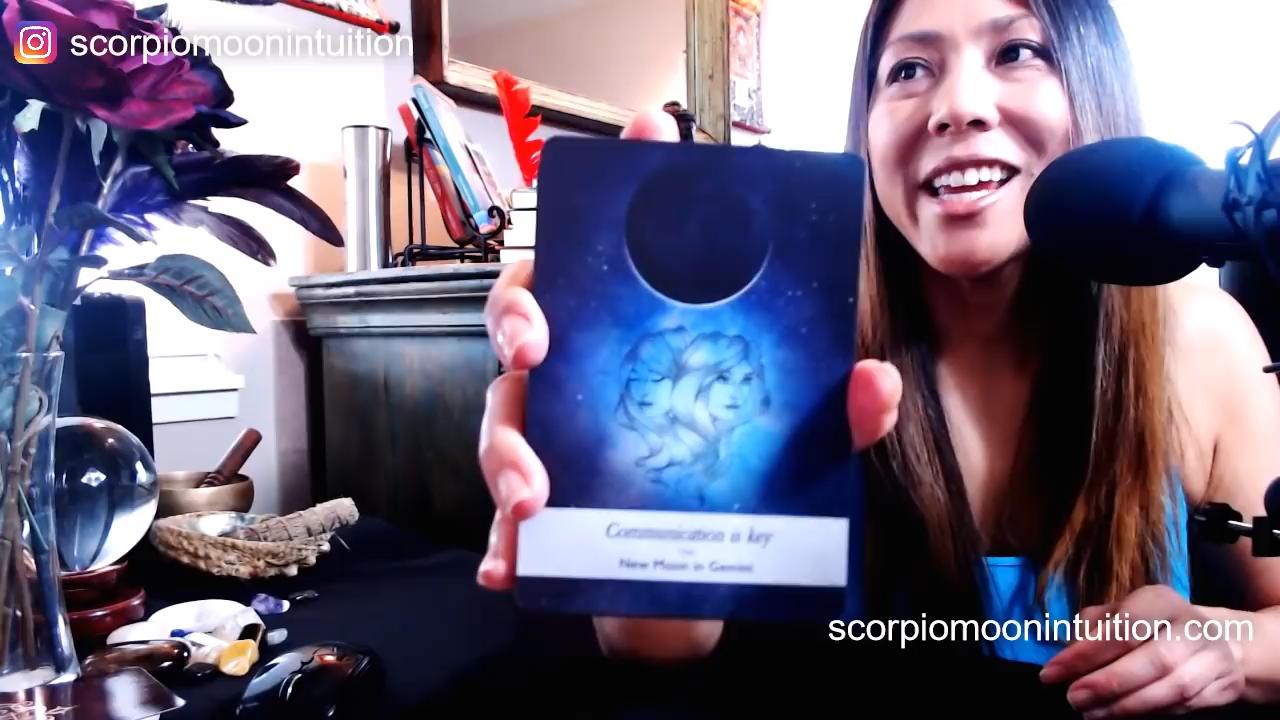 scorpiomoonintuition
Communication is key
New Moon in Gemini
scorpiomoonintuition.com